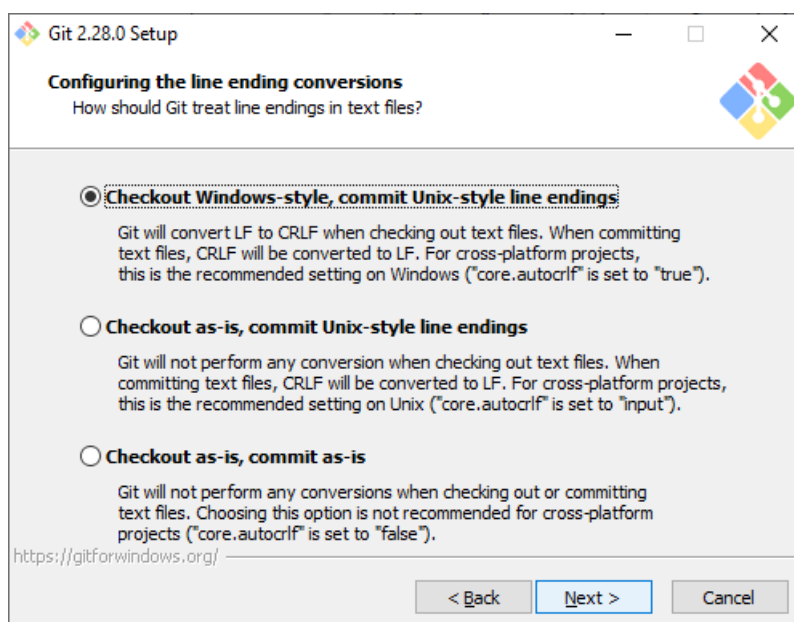 Git 2.28.0 Setup
Configuring the line ending conversions
How should Git treat line endings in text files?
Checkout Windows-style, commit Unix-style line endings
Git will convert LF to CRLF when checking out text files. When committing
text files, CRLF will be converted to LF. For cross-platform projects,
this is the recommended setting on Windows ("core.autocrlf" is set to "true").
Checkout as-is, commit Unix-style line endings
Git will not perform any conversion when checking out text files. When
committing text files, CRLF will be converted to LF. For cross-platform projects,
this is the recommended setting on Unix ("core.autocrlf" is set to "input").
Checkout as-is, commit as-is
Git will not perform any conversions when checking out or committing
text files. Choosing this option is not recommended for cross-platform
projects ("core.autocrlf" is set to "false").
https://gitforwindows.org/
< Back Next > Cancel